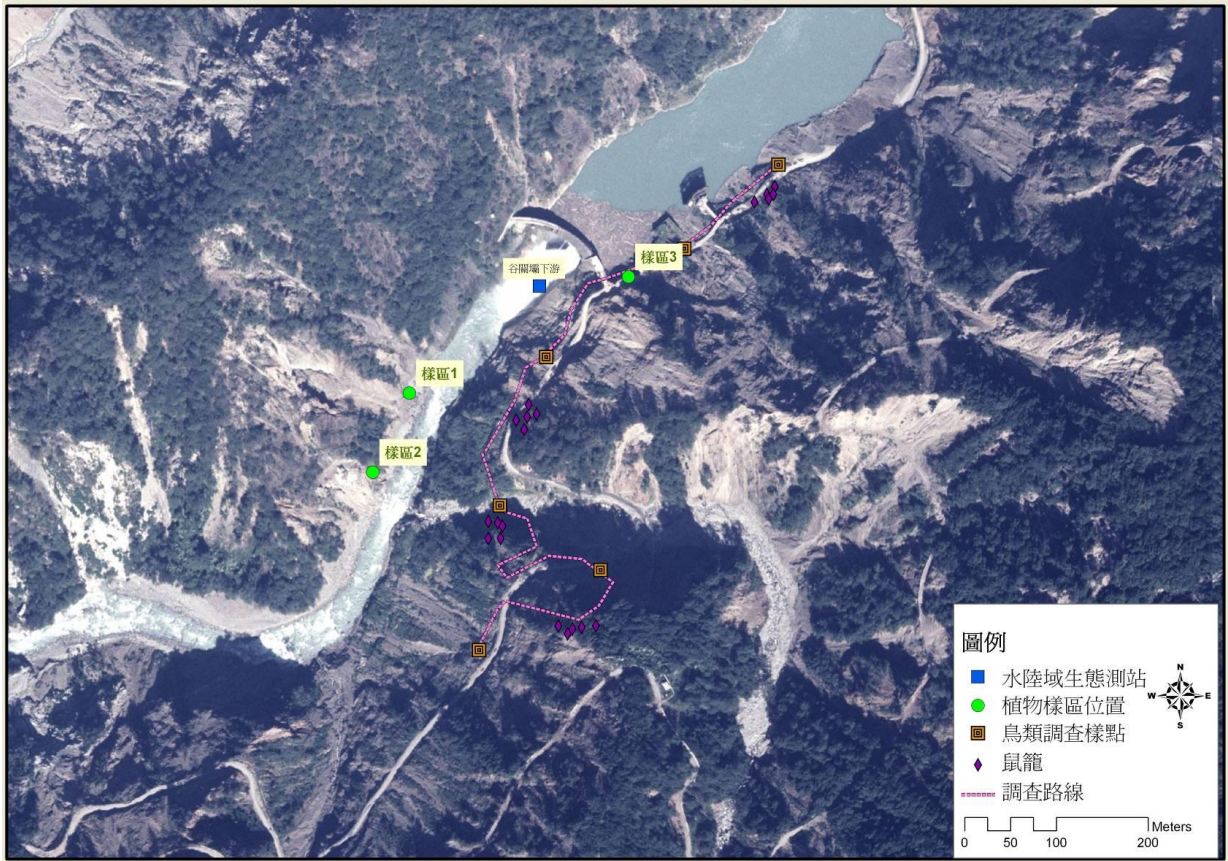 谷關壩下游
樣區3
樣區1
樣區2
圖例
水陸域生態測站
植物樣區位置
鳥類調查樣點
鼠籠
調查路線
N
W E
S
Meters
0 50 100 200